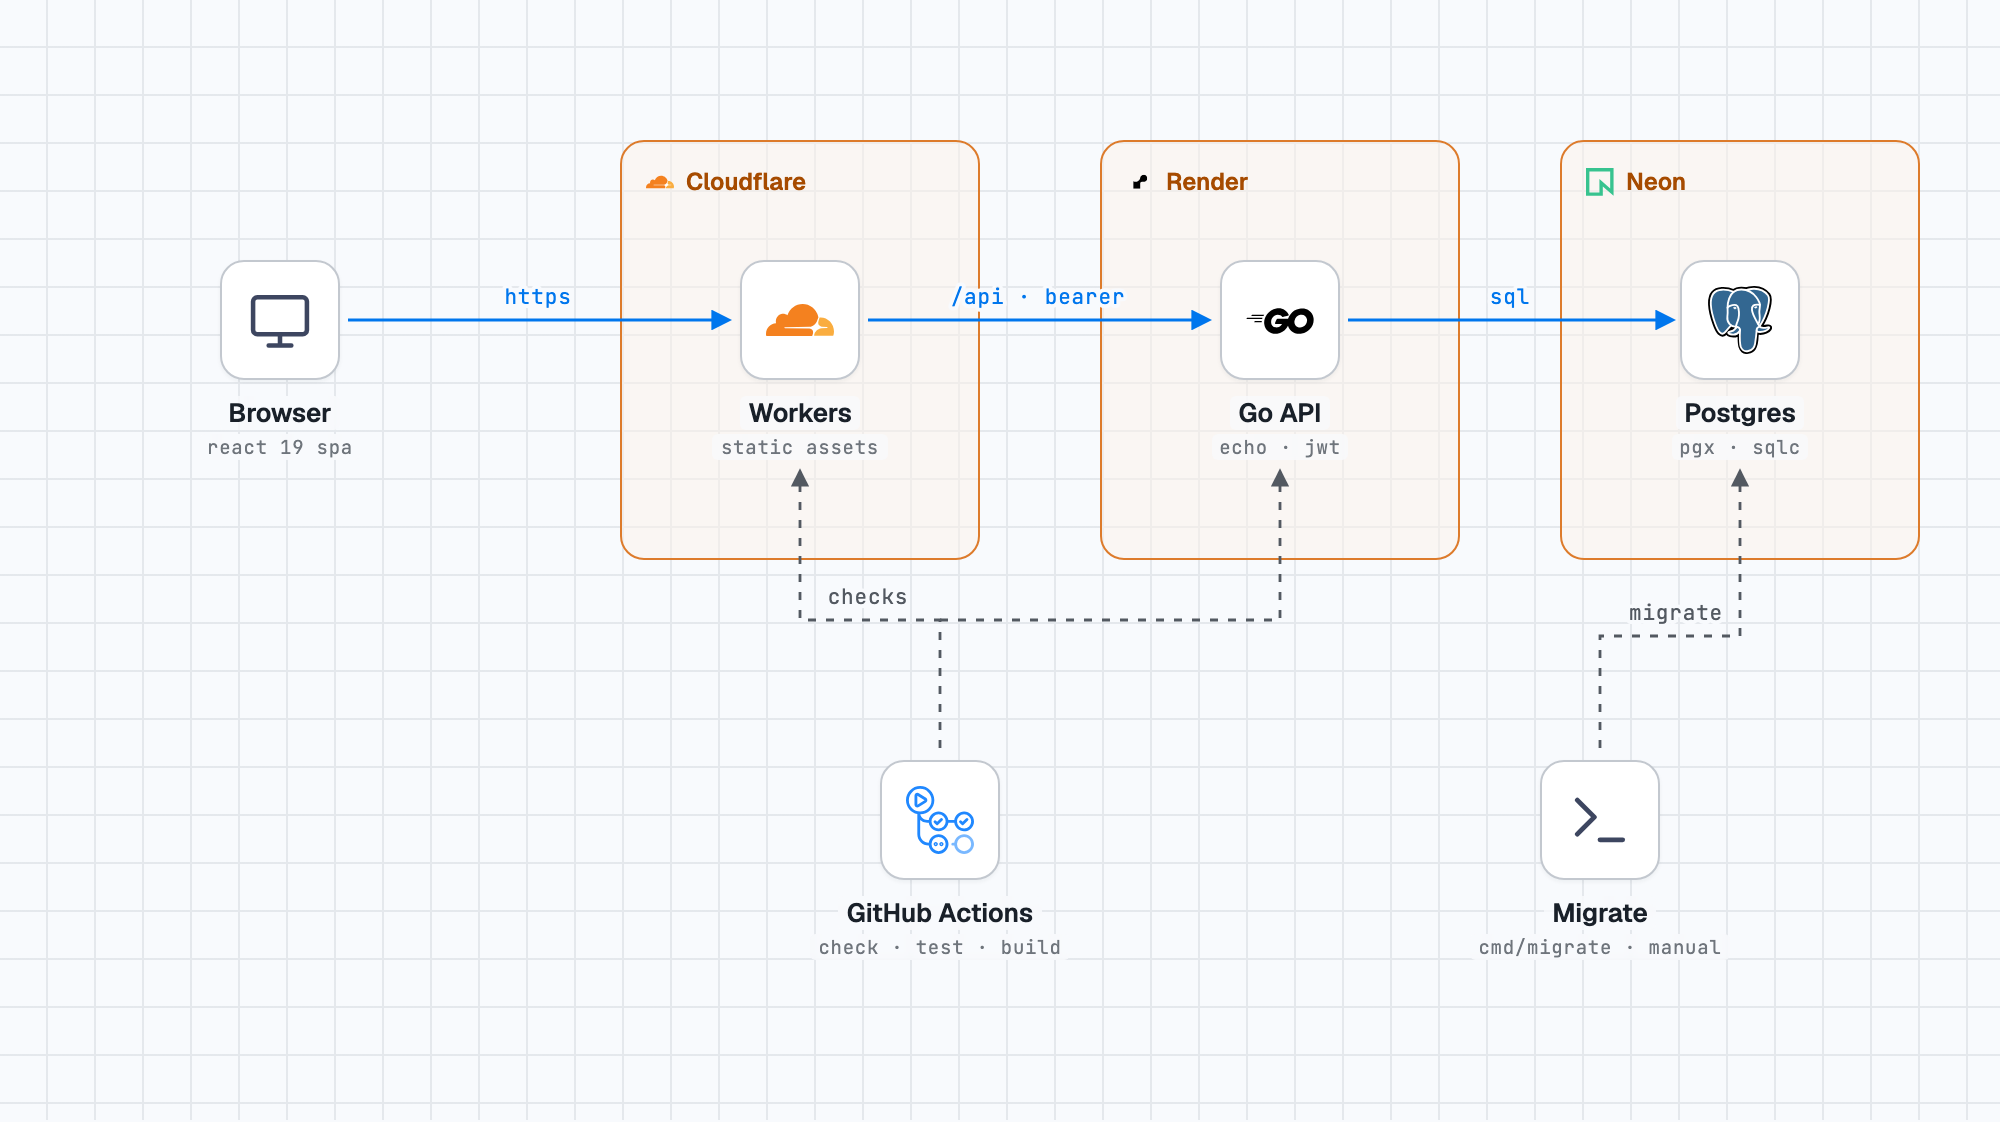 Cloudflare
Render
Neon
https
/api · bearer
sql
GO
Browser
react 19 spa
Workers
static assets
Go API
echo · jwt
Postgres
pgx · sqlc
checks
migrate
GitHub Actions
check · test · build
Migrate
cmd/migrate · manual